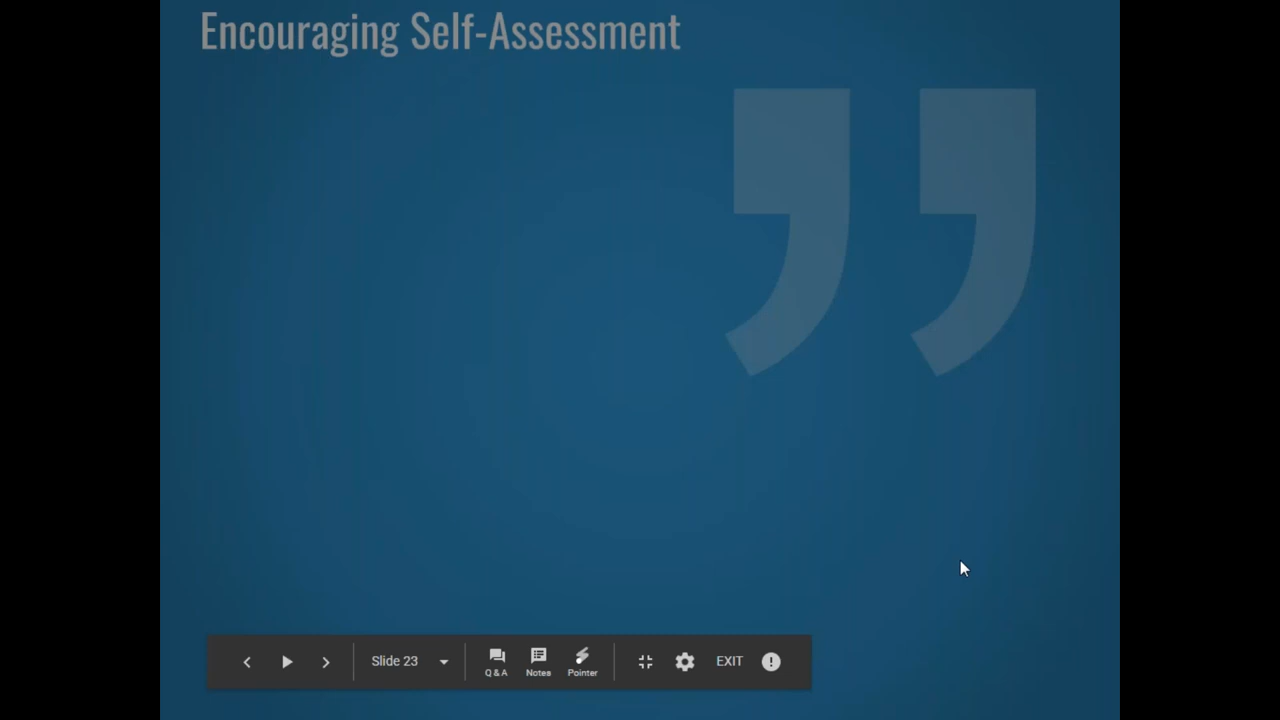 Encouraging Self-Assessment
Slide 23
Q & A
Notes
Pointer
EXIT